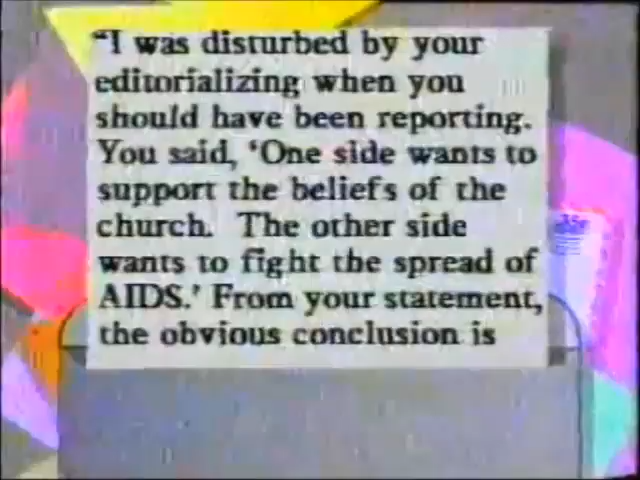 "I was disturbed by your
editorializing when you
should have been reporting.
You said, 'One side wants to
support the beliefs of the
church. The other side
wants to fight the spread of
AIDS.' From your statement,
the obvious conclusion is